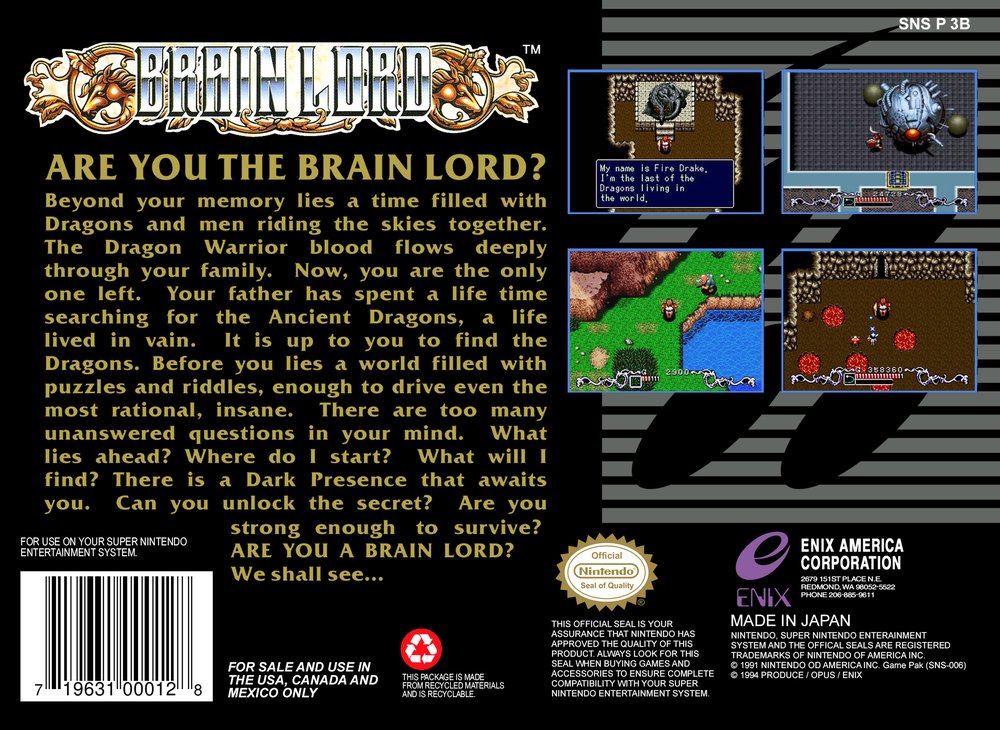 SNS P 3B
BRAIN LORD
TM
ARE YOU THE BRAIN LORD?
Beyond your memory lies a time filled with
Dragons and men riding the skies together.
The Dragon Warrior blood flows deeply
through your family. Now, you are the only
one left. Your father has spent a life time
searching for the Ancient Dragons, a life
lived in vain. It is up to you to find the
Dragons. Before you lies a world filled with
puzzles and riddles, enough to drive even the
most rational, insane. There are too many
unanswered questions in your mind. What
lies ahead? Where do I start? What will I
find? There is a Dark Presence that awaits
you. Can you unlock the secret? Are you
strong enough to survive?
ARE YOU A BRAIN LORD?
We shall see...
My name is Fire Drake.
I'm the last of the
Dragons living in
the world.
G 2900
G 358360
FOR USE ON YOUR SUPER NINTENDO
ENTERTAINMENT SYSTEM.
7 19631 00012 8
FOR SALE AND USE IN
THE USA, CANADA AND
MEXICO ONLY
THIS PACKAGE IS MADE
FROM RECYCLED MATERIALS
AND IS RECYCLABLE.
Official
Nintendo
Seal of Quality
®
THIS OFFICIAL SEAL IS YOUR
ASSURANCE THAT NINTENDO HAS
APPROVED THE QUALITY OF THIS
PRODUCT. ALWAYS LOOK FOR THIS
SEAL WHEN BUYING GAMES AND
ACCESSORIES TO ENSURE COMPLETE
COMPATIBILITY WITH YOUR SUPER
NINTENDO ENTERTAINMENT SYSTEM.
ENIX
ENIX AMERICA
CORPORATION
2679 151ST PLACE N.E.
REDMOND, WA 98052-5522
PHONE 206-885-9611
MADE IN JAPAN
NINTENDO, SUPER NINTENDO ENTERAINMENT
SYSTEM AND THE OFFICAL SEALS ARE REGISTERED
TRADEMARKS OF NINTENDO OF AMERICA INC.
© 1991 NINTENDO OD AMERICA INC. Game Pak (SNS-006)
© 1994 PRODUCE / OPUS / ENIX